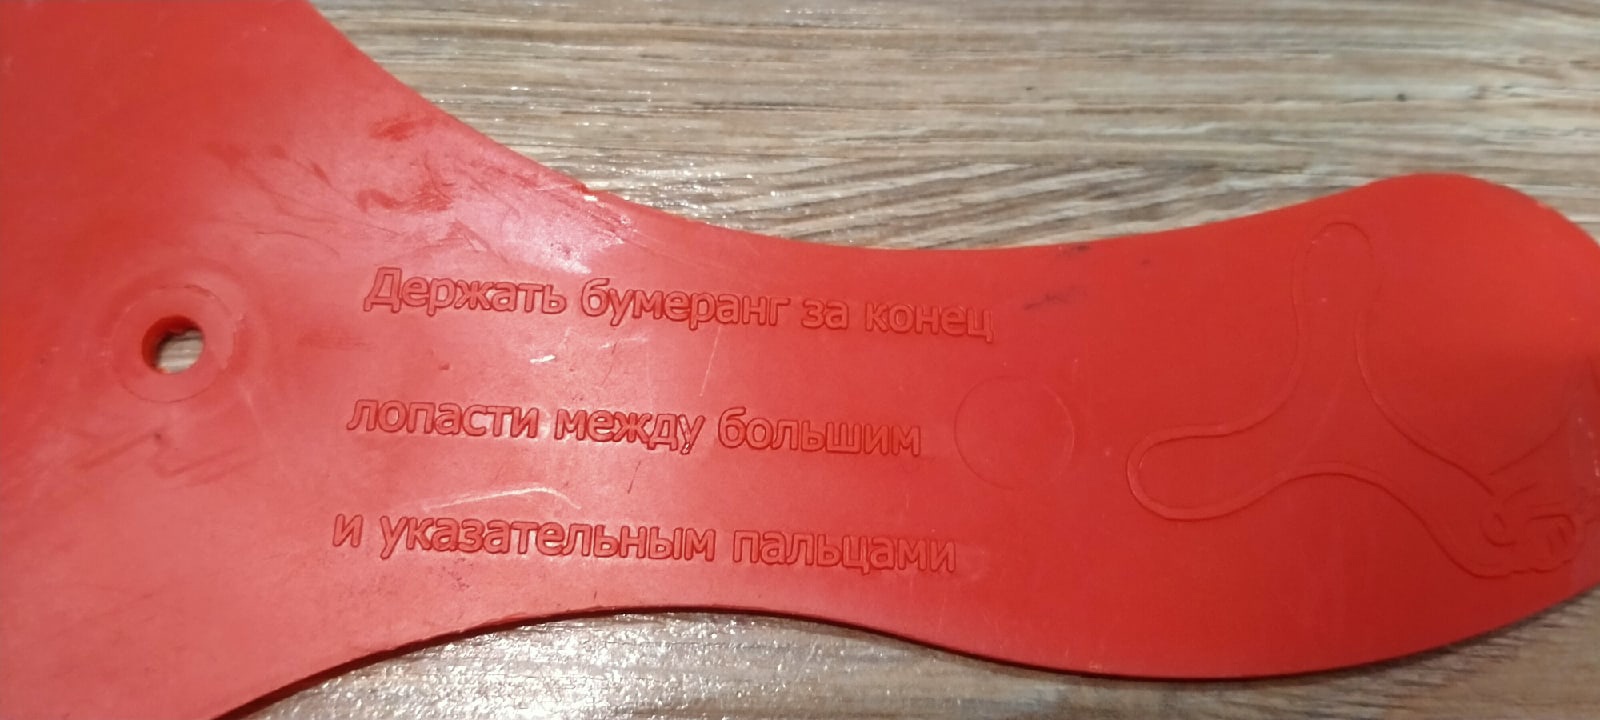 Держать бумеранг за конец
лопасти между большим
и указательным пальцами